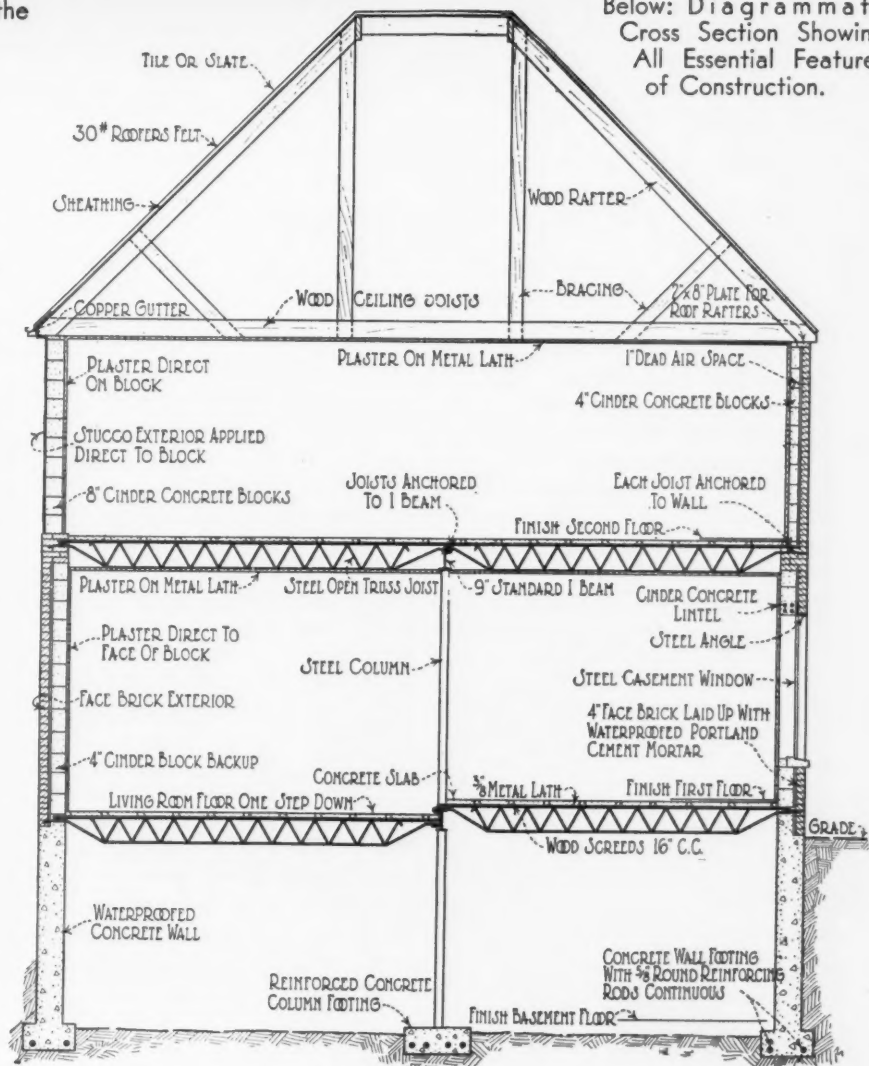 the
Below: Diagrammat
Cross Section Showin
All Essential Feature
of Construction.
TILE OR SLATE
30# ROOFERS FELT
SHEATHING
WOOD RAFTER
COPPER GUTTER
WOOD CEILING JOISTS
BRACING
2"x8" PLATE FOR
ROOF RAFTERS
PLASTER ON METAL LATH
1" DEAD AIR SPACE
PLASTER DIRECT
ON BLOCK
4" CINDER CONCRETE BLOCKS
STUCCO EXTERIOR APPLIED
DIRECT TO BLOCK
8" CINDER CONCRETE BLOCKS
JOISTS ANCHORED
TO I BEAM
EACH JOIST ANCHORED
TO WALL
FINISH SECOND FLOOR
PLASTER ON METAL LATH
STEEL OPEN TRUSS JOIST
9" STANDARD I BEAM
CINDER CONCRETE
LINTEL
STEEL ANGLE
PLASTER DIRECT TO
FACE OF BLOCK
STEEL COLUMN
STEEL CASEMENT WINDOW
FACE BRICK EXTERIOR
4" FACE BRICK LAID UP WITH
WATERPROOFED PORTLAND
CEMENT MORTAR
4" CINDER BLOCK BACKUP
CONCRETE SLAB
3/8" METAL LATH
FINISH FIRST FLOOR
LIVING ROOM FLOOR ONE STEP DOWN
GRADE
WOOD SCREEDS 16" C.C.
WATERPROOFED
CONCRETE WALL
REINFORCED CONCRETE
COLUMN FOOTING
CONCRETE WALL FOOTING
WITH 5/8" ROUND REINFORCING
RODS CONTINUOUS
FINISH BASEMENT FLOOR